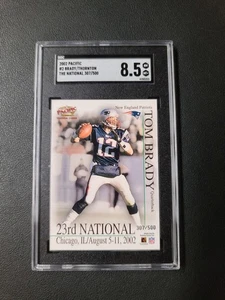 2002 PACIFIC
#2 BRADY/THORNTON
THE NATIONAL 307/500
8.5
New England Patriots
TOM BRADY
12
307/500
23rd NATIONAL
Chicago, IL/August 5-11, 2002